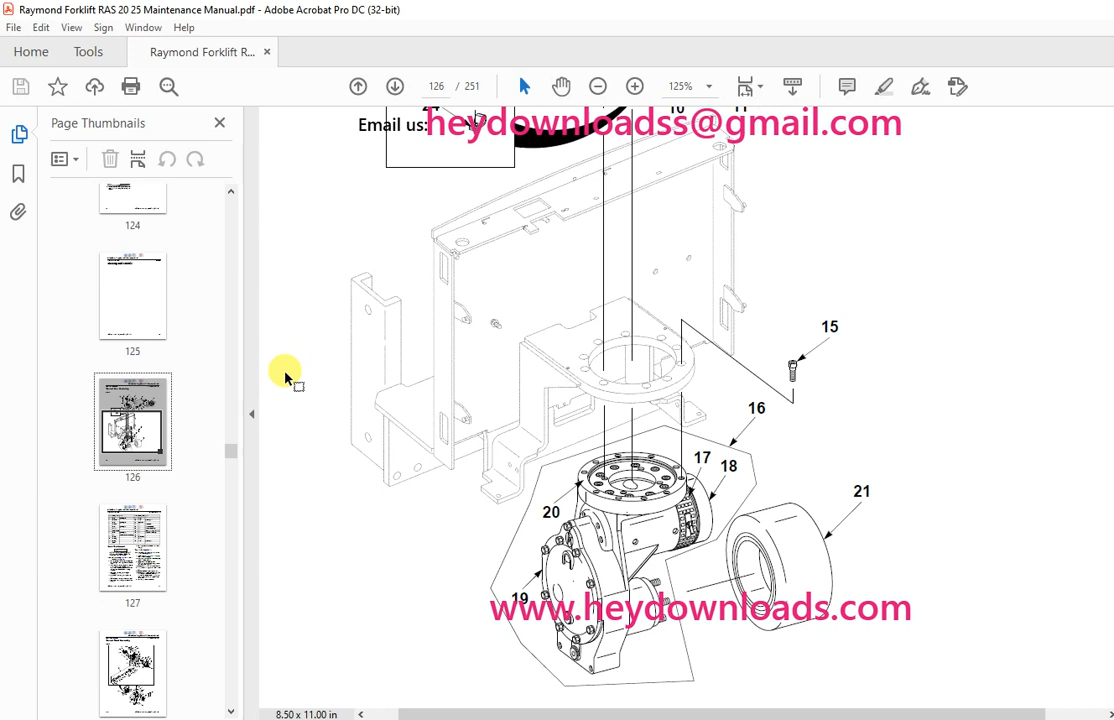 Raymond Forklift RAS 20 25 Maintenance Manual.pdf - Adobe Acrobat Pro DC (32-bit)
File Edit View Sign Window Help
Home Tools Raymond Forklift R... ×
126 / 251 125%
Page Thumbnails
124
125
126
127
Email us: heydownloadss@gmail.com
15
16
17
18
20
21
19
www.heydownloads.com
8.50 x 11.00 in